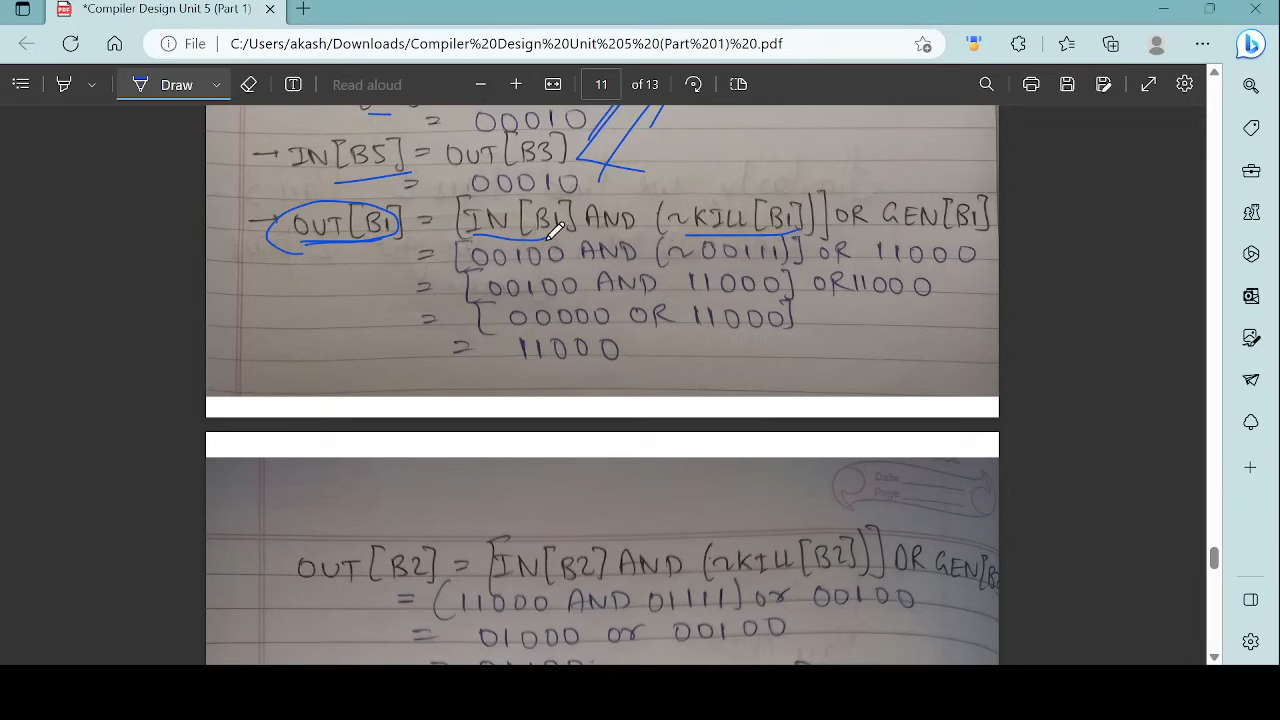 *Compiler Design Unit 5 (Part 1)
File C:/Users/akash/Downloads/Compiler%20Design%20Unit%205%20(Part%201)%20.pdf
Draw Read aloud 11 of 13
= 00010
→ IN[B5] = OUT[B3]
= 00010
→ OUT[B1] = [IN[B1] AND (~KILL[B1])] OR GEN[B1]
= [00100 AND (~00111)] OR 11000
= [00100 AND 11000] OR 11000
= [00000 OR 11000]
= 11000
Date
Page
OUT[B2] = [IN[B2] AND (~KILL[B2])] OR GEN[B
= (11000 AND 01111) or 00100
= 01000 or 00100